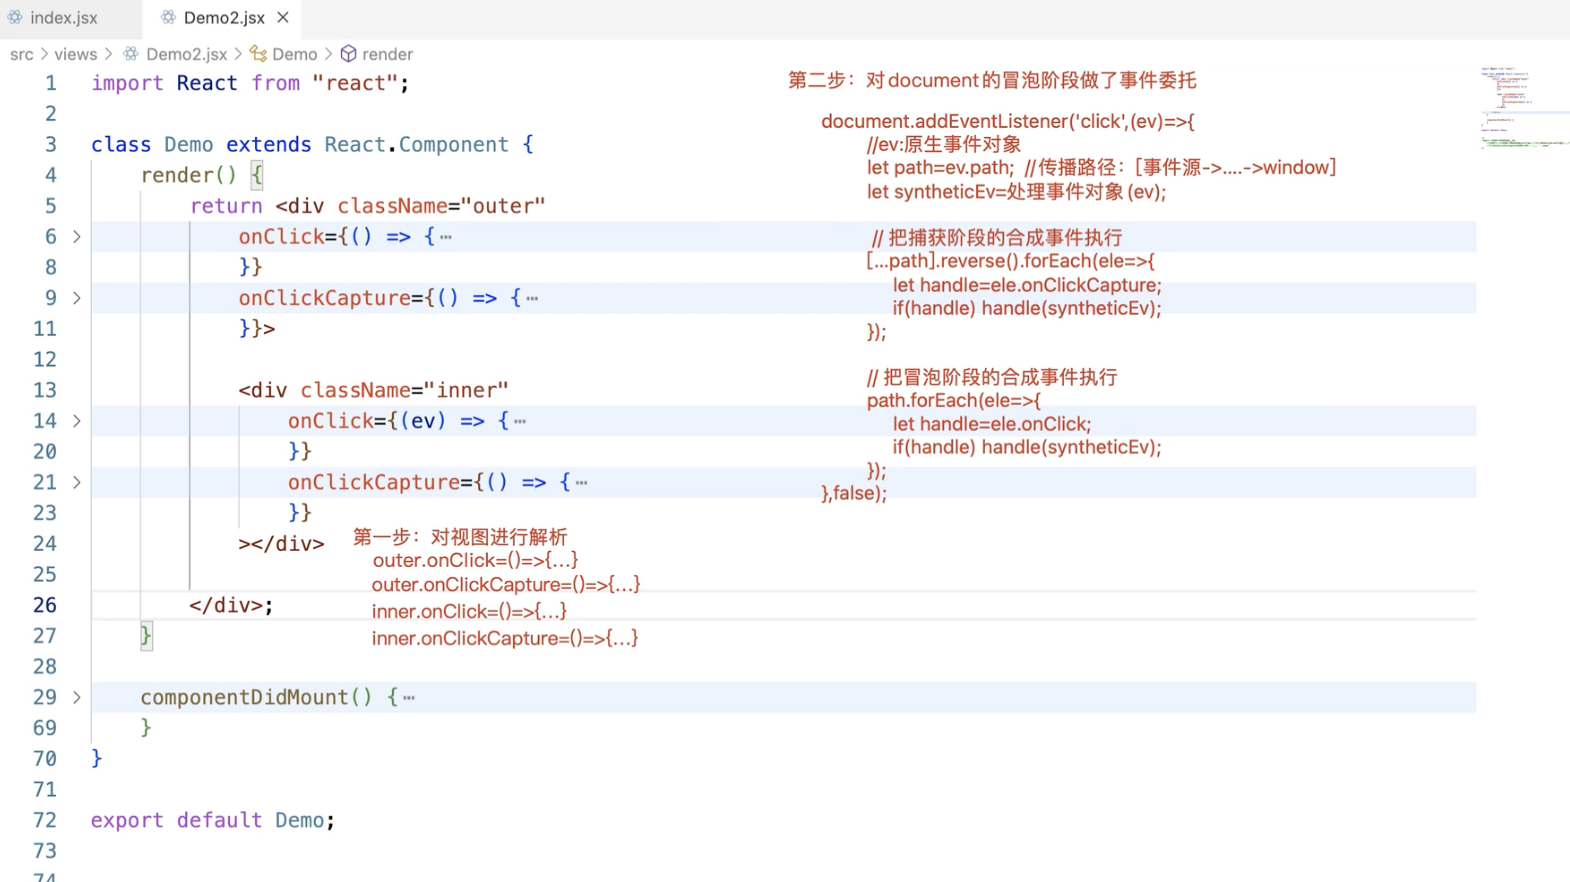 index.jsx
Demo2.jsx ×
src > views > Demo2.jsx > Demo > render
1 import React from "react";
2
3 class Demo extends React.Component {
4 render() {
5 return <div className="outer"
6 onClick={() => {…
8 }}
9 onClickCapture={() => {…
11 }}>
12
13 <div className="inner"
14 onClick={(ev) => {…
20 }}
21 onClickCapture={() => {…
23 }}
24 ></div>
25
26 </div>;
27 }
28
29 componentDidMount() {…
69 }
70 }
71
72 export default Demo;
73
74
第一步：对视图进行解析
outer.onClick=()=>{...}
outer.onClickCapture=()=>{...}
inner.onClick=()=>{...}
inner.onClickCapture=()=>{...}
第二步：对document的冒泡阶段做了事件委托
document.addEventListener('click',(ev)=>{
//ev:原生事件对象
let path=ev.path; //传播路径：[事件源->....->window]
let syntheticEv=处理事件对象(ev);
// 把捕获阶段的合成事件执行
[...path].reverse().forEach(ele=>{
let handle=ele.onClickCapture;
if(handle) handle(syntheticEv);
});
// 把冒泡阶段的合成事件执行
path.forEach(ele=>{
let handle=ele.onClick;
if(handle) handle(syntheticEv);
});
},false);